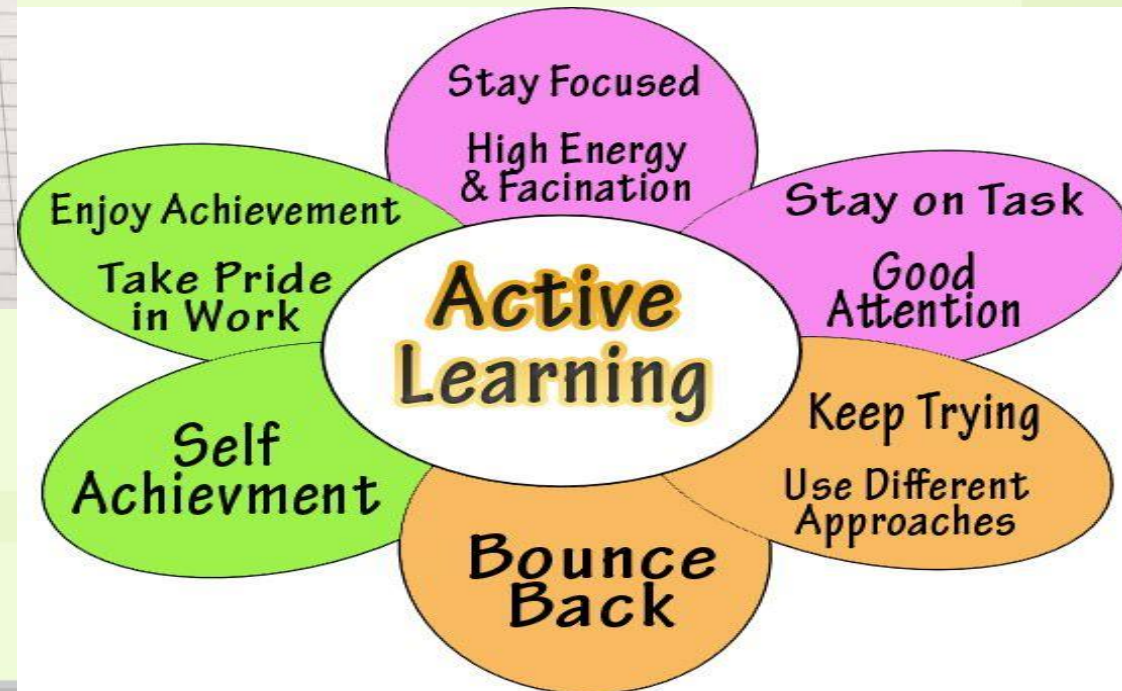 Stay Focused
High Energy
& Facination
Stay on Task
Good
Attention
Enjoy Achievement
Take Pride
in Work
Active
Learning
Keep Trying
Use Different
Approaches
Self
Achievment
Bounce
Back